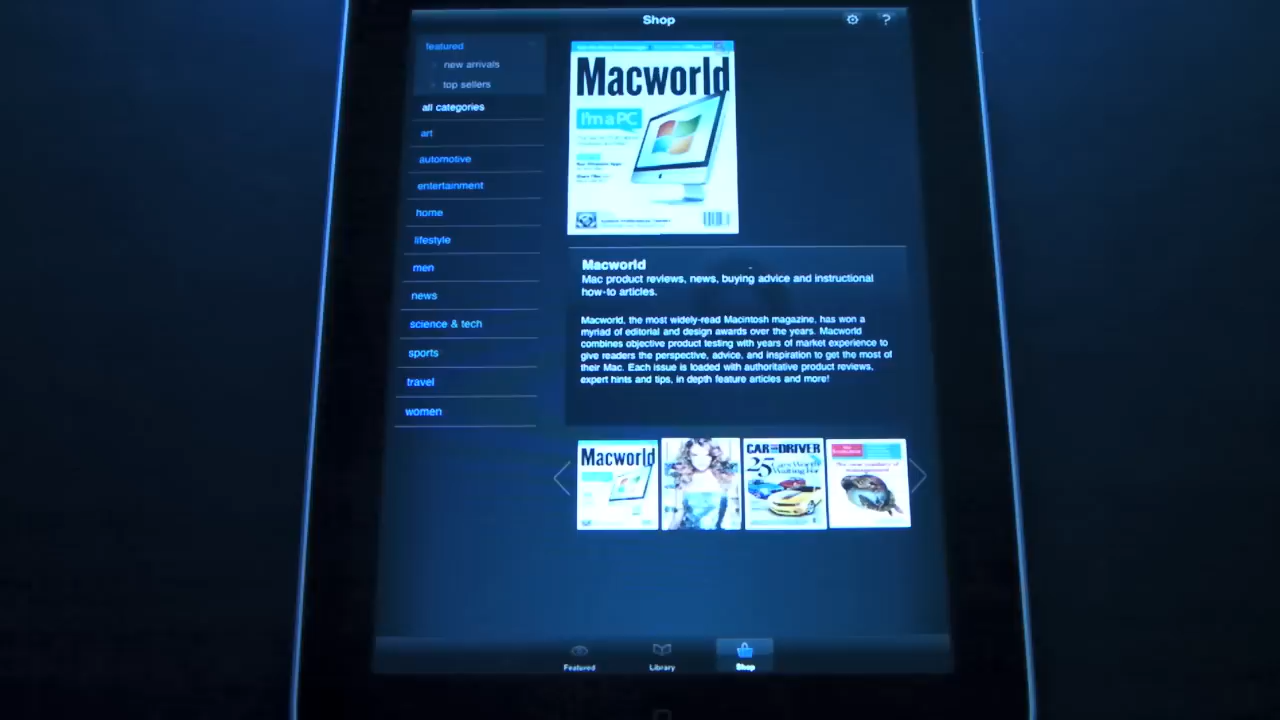 Shop
?
featured
new arrivals
top sellers
all categories
art
automotive
entertainment
home
lifestyle
men
news
science & tech
sports
travel
women
Macworld
I'm a PC
Macworld
Mac product reviews, news, buying advice and instructional
how-to articles.
Macworld, the most widely-read Macintosh magazine, has won a
myriad of editorial and design awards over the years. Macworld
combines objective product testing with years of market experience to
give readers the perspective, advice, and inspiration to get the most of
their Mac. Each issue is loaded with authoritative product reviews,
expert hints and tips, in depth feature articles and more!
Macworld
CAR AND DRIVER
25 Cars Worth
Waiting For
Featured
Library
Shop